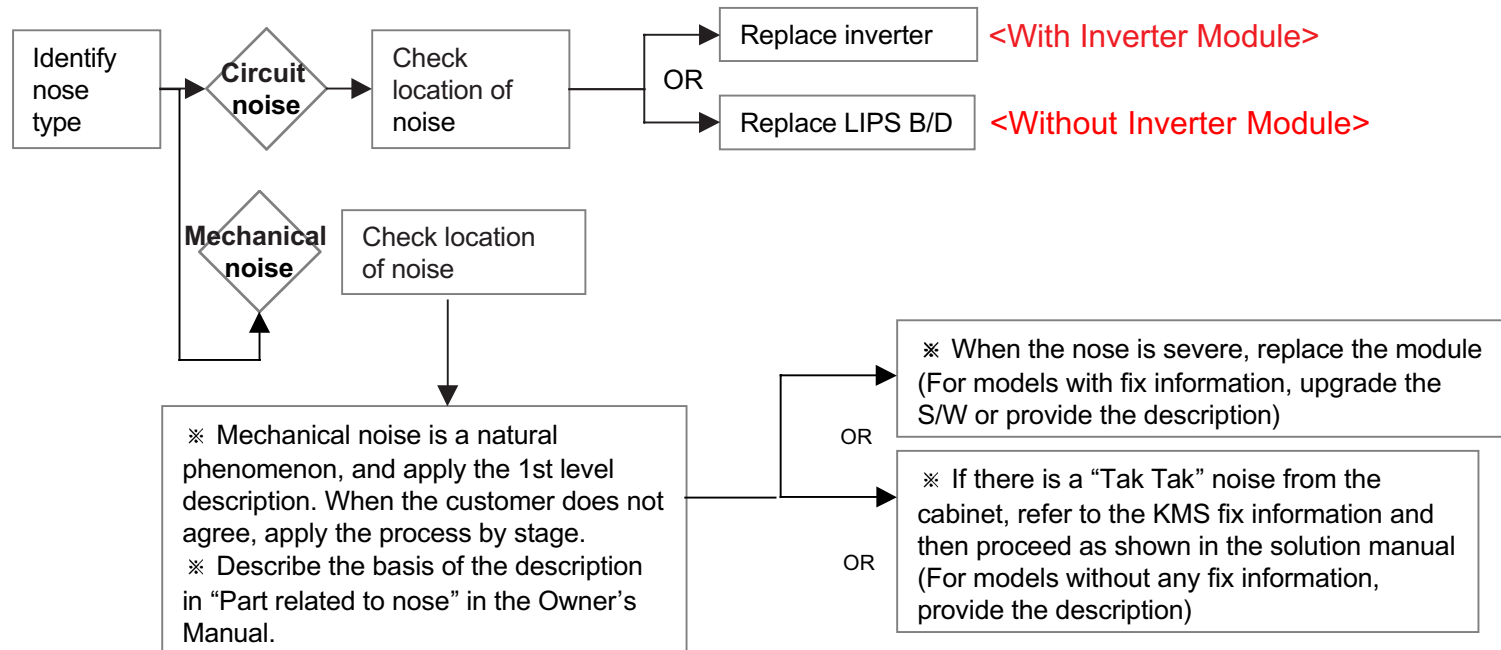 Identify
nose
type
Circuit
noise
Check
location of
noise
Replace inverter
<With Inverter Module>
OR
Replace LIPS B/D
<Without Inverter Module>
Mechanical
noise
Check location
of noise
※ Mechanical noise is a natural
phenomenon, and apply the 1st level
description. When the customer does not
agree, apply the process by stage.
※ Describe the basis of the description
in “Part related to nose” in the Owner’s
Manual.
※ When the nose is severe, replace the module
(For models with fix information, upgrade the
S/W or provide the description)
OR
※ If there is a “Tak Tak” noise from the
cabinet, refer to the KMS fix information and
then proceed as shown in the solution manual
(For models without any fix information,
provide the description)
OR